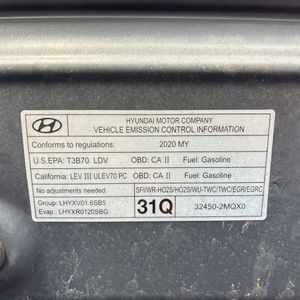 HYUNDAI MOTOR COMPANY
VEHICLE EMISSION CONTROL INFORMATION
Conforms to regulations: 2020 MY
U.S.EPA: T3B70 LDV OBD: CA II Fuel: Gasoline
California: LEV III ULEV70 PC OBD: CA II Fuel: Gasoline
No adjustments needed. SFI/WR-HO2S/HO2S/WU-TWC/TWC/EGR/EGRC
Group: LHYXV01.6SB5 31Q 32450-2MQX0
Evap.: LHYXR0120SBG